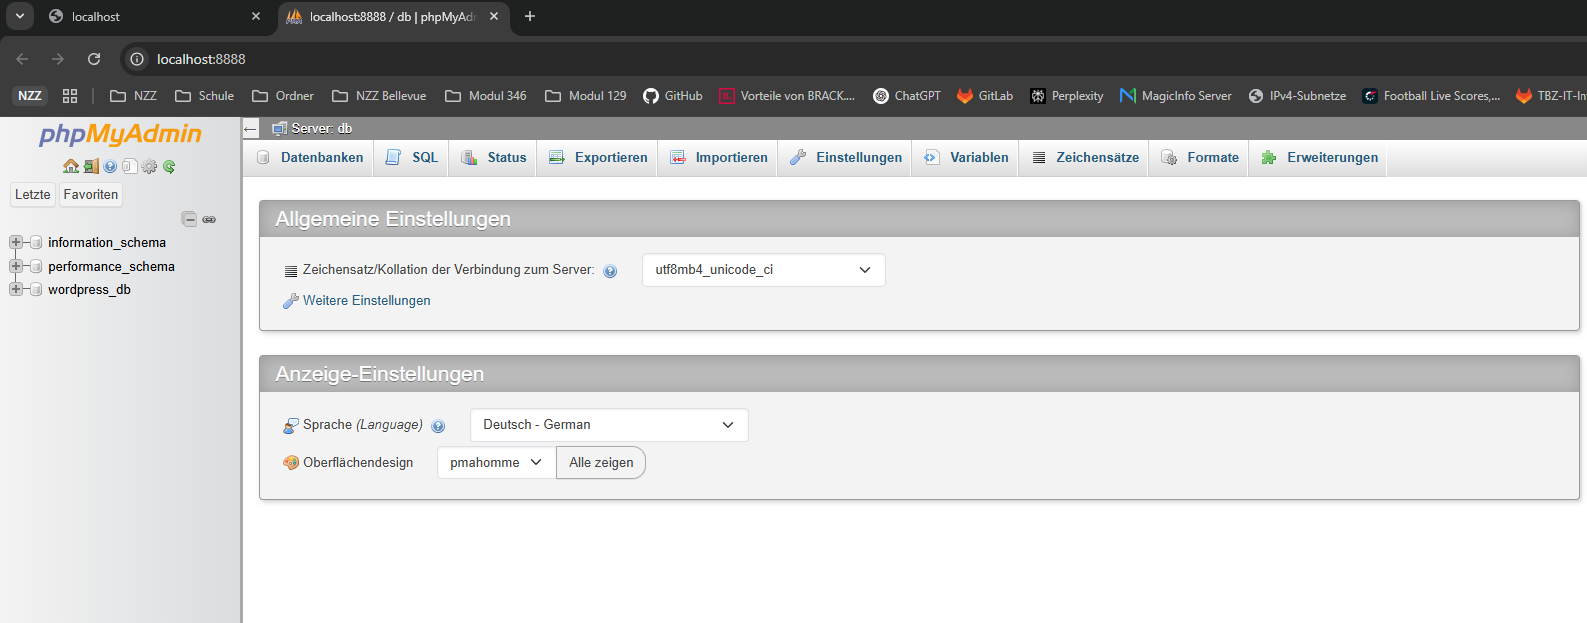 localhost
localhost:8888 / db | phpMyAd
localhost:8888
NZZ
NZZ
Schule
Ordner
NZZ Bellevue
Modul 346
Modul 129
GitHub
Vorteile von BRACK....
ChatGPT
GitLab
Perplexity
MagicInfo Server
IPv4-Subnetze
Football Live Scores,...
TBZ-IT-In
phpMyAdmin
Letzte
Favoriten
information_schema
performance_schema
wordpress_db
Server: db
Datenbanken
SQL
Status
Exportieren
Importieren
Einstellungen
Variablen
Zeichensätze
Formate
Erweiterungen
Allgemeine Einstellungen
Zeichensatz/Kollation der Verbindung zum Server:
utf8mb4_unicode_ci
Weitere Einstellungen
Anzeige-Einstellungen
Sprache (Language)
Deutsch - German
Oberflächendesign
pmahomme
Alle zeigen